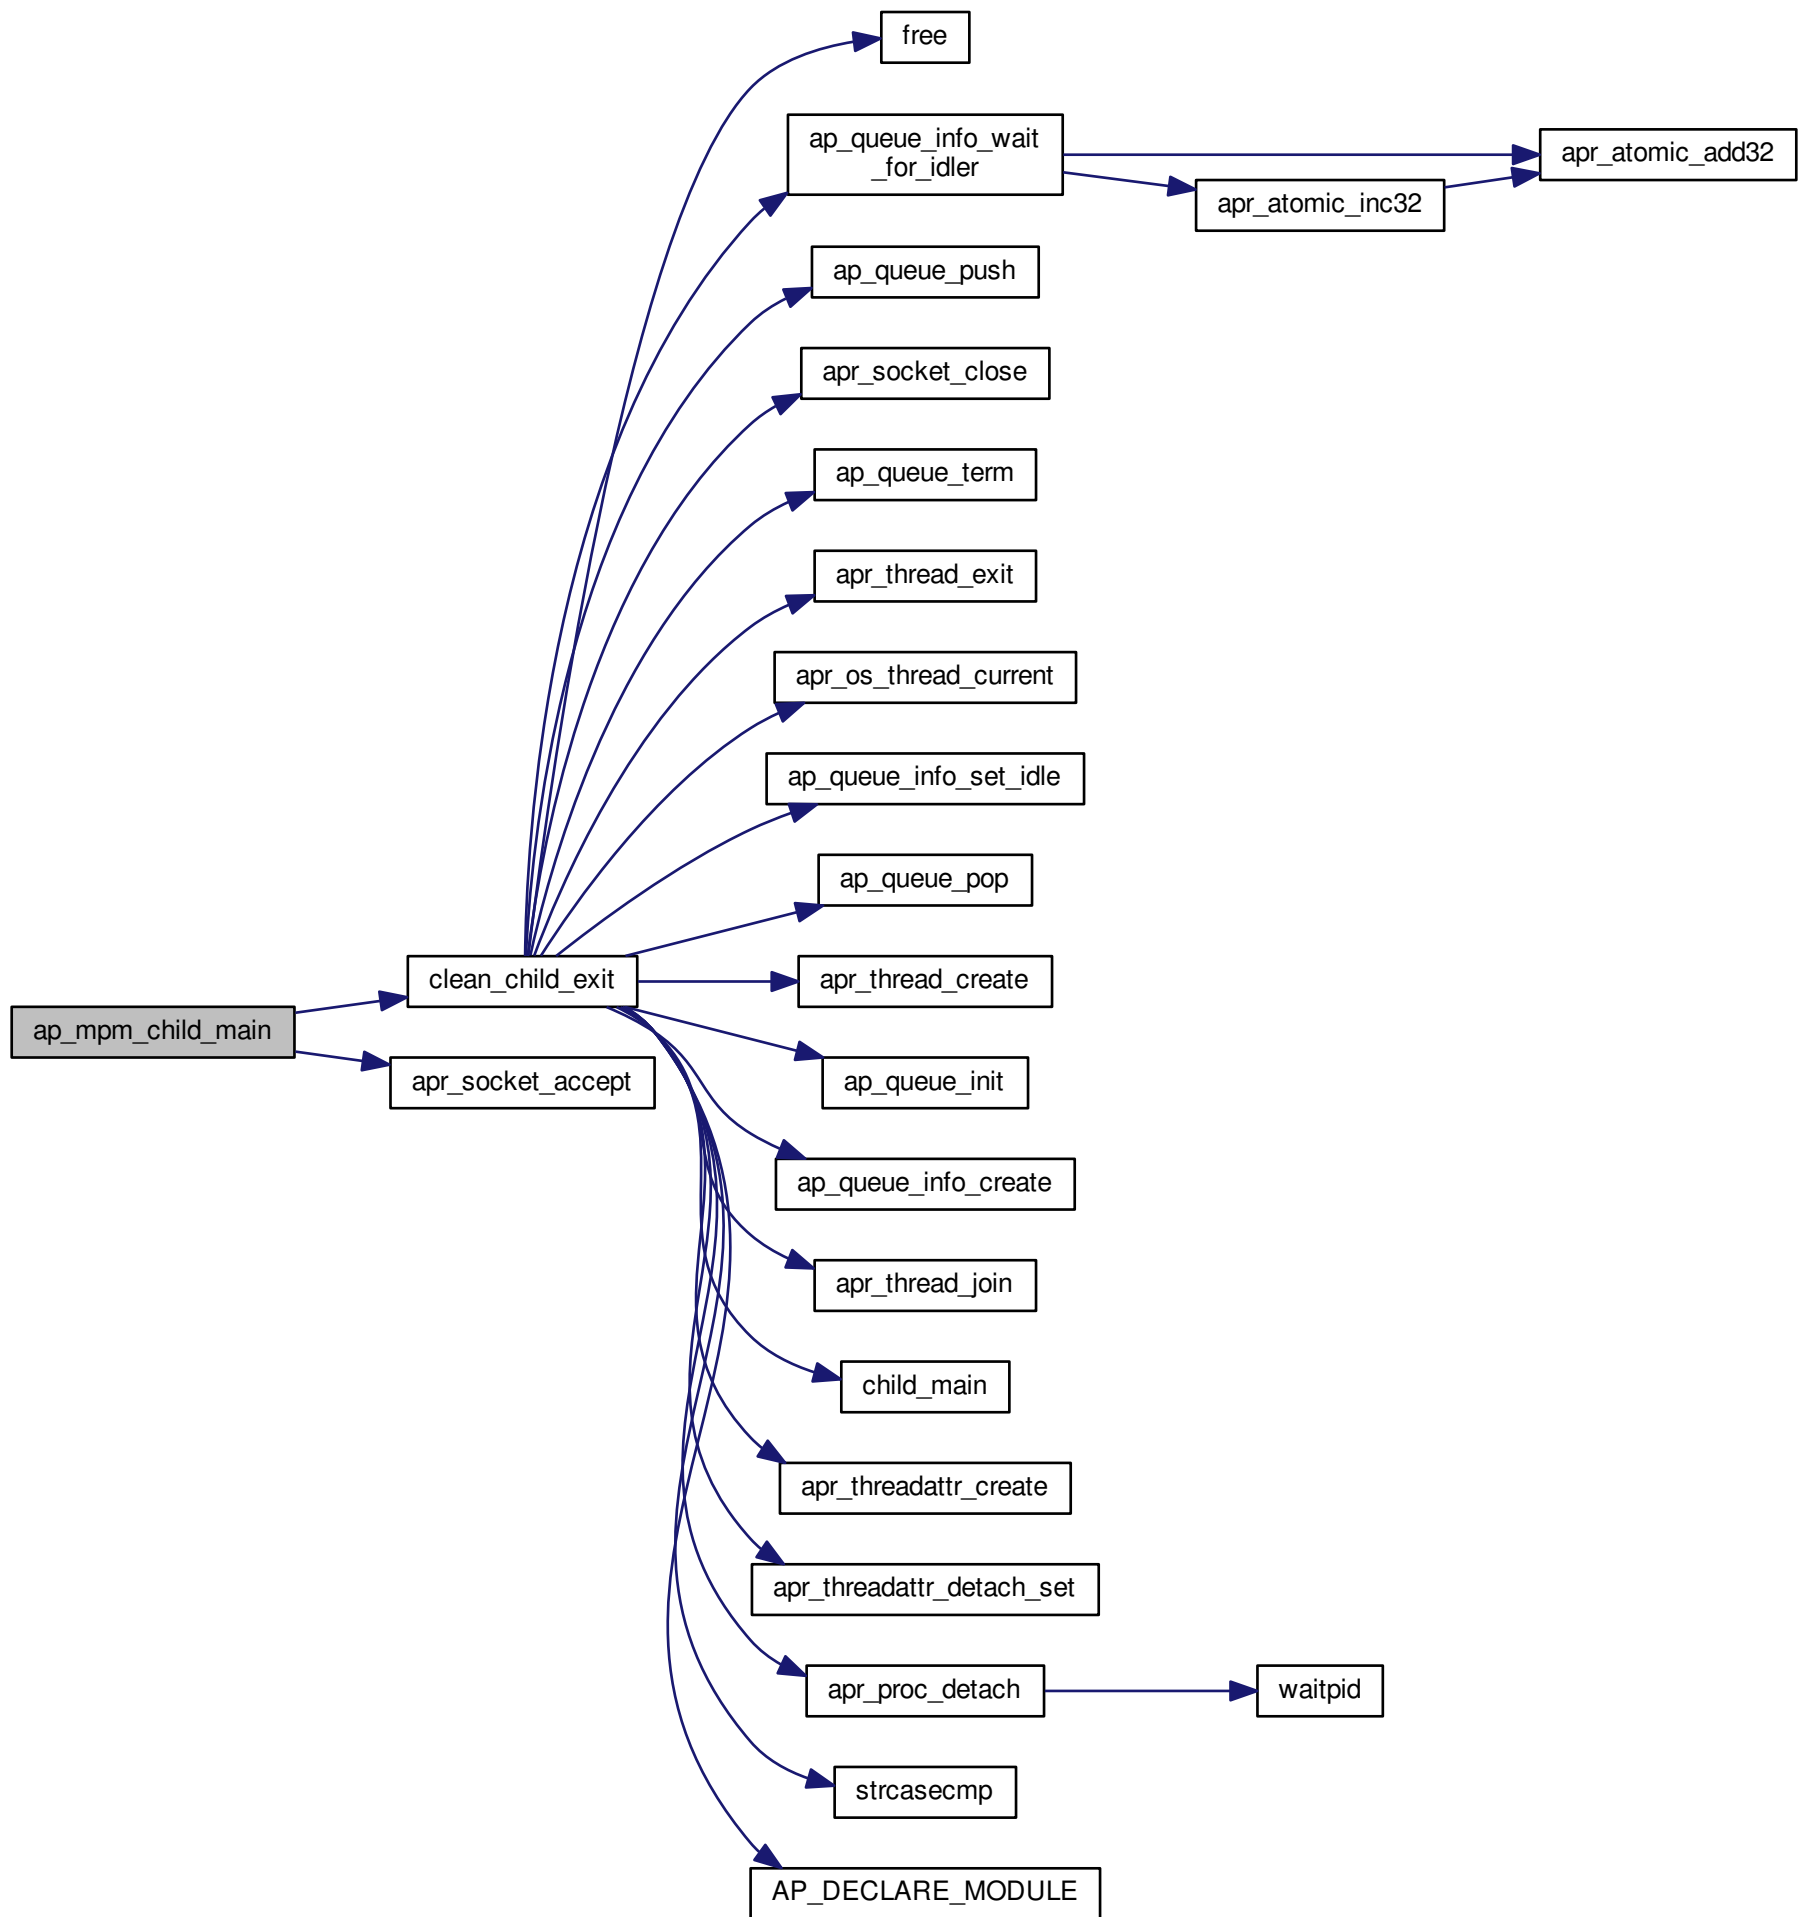 free
ap_queue_info_wait
_for_idler
apr_atomic_add32
apr_atomic_inc32
ap_queue_push
apr_socket_close
ap_queue_term
apr_thread_exit
apr_os_thread_current
ap_queue_info_set_idle
ap_queue_pop
clean_child_exit
apr_thread_create
ap_mpm_child_main
apr_socket_accept
ap_queue_init
ap_queue_info_create
apr_thread_join
child_main
apr_threadattr_create
apr_threadattr_detach_set
apr_proc_detach
waitpid
strcasecmp
AP_DECLARE_MODULE